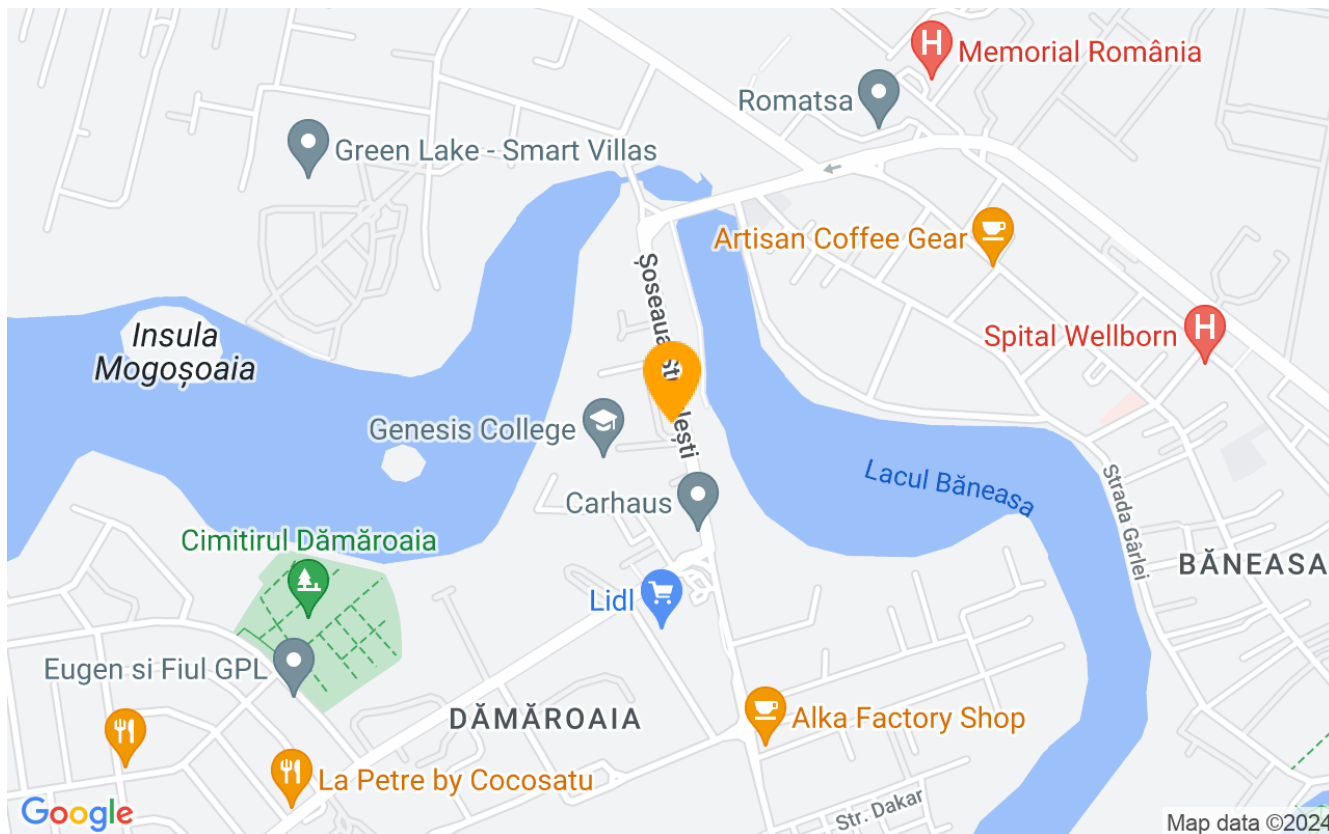 Memorial România
Romatsa
Green Lake - Smart Villas
Artisan Coffee Gear
Spital Wellborn
Insula
Mogoșoaia
Genesis College
Lacul Băneasa
Carhaus
Strada Gârlei
Cimitirul Dămăroaia
BĂNEASA
Lidl
Eugen si Fiul GPL
DĂMĂROAIA
Alka Factory Shop
La Petre by Cocosatu
Str. Dakar
Google
Map data ©2024
Șoseaua
ești